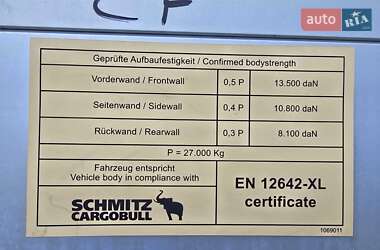 CF
auto RIA
Geprüfte Aufbaufestigkeit / Confirmed bodystrength
Vorderwand / Frontwall 0,5 P 13.500 daN
Seitenwand / Sidewall 0,4 P 10.800 daN
Rückwand / Rearwall 0,3 P 8.100 daN
P = 27.000 Kg
Fahrzeug entspricht
Vehicle body in compliance with
SCHMITZ
CARGOBULL
EN 12642-XL
certificate
1069011